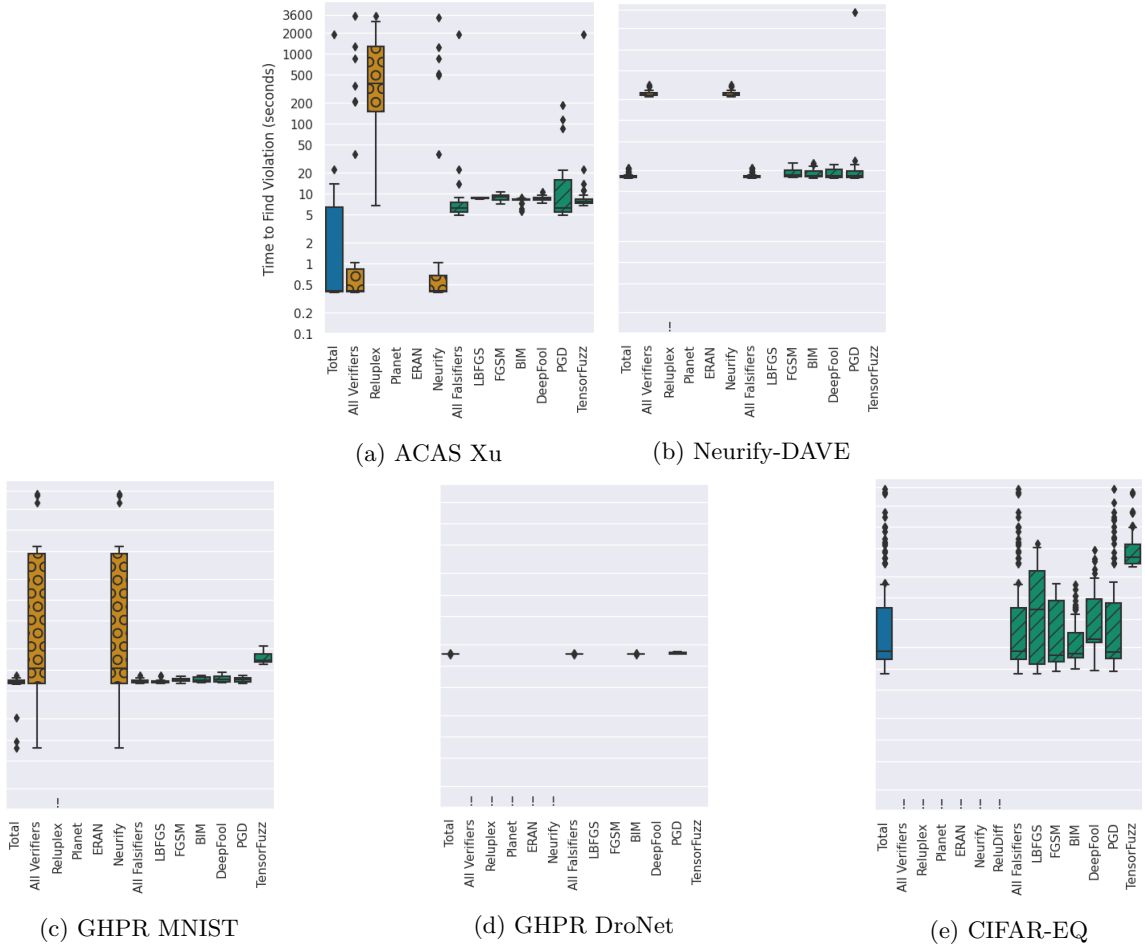 Time to Find Violation (seconds)
3600
2000
1000
500
200
100
50
20
10
5
2
1
0.5
0.2
0.1
Total
All Verifiers
Reluplex
Planet
ERAN
Neurify
All Falsifiers
LBFGS
FGSM
BIM
DeepFool
PGD
TensorFuzz
(a) ACAS Xu
Total
All Verifiers
Reluplex
Planet
ERAN
Neurify
All Falsifiers
LBFGS
FGSM
BIM
DeepFool
PGD
TensorFuzz
(b) Neurify-DAVE
Total
All Verifiers
Reluplex
Planet
ERAN
Neurify
All Falsifiers
LBFGS
FGSM
BIM
DeepFool
PGD
TensorFuzz
(c) GHPR MNIST
Total
All Verifiers
Reluplex
Planet
ERAN
Neurify
All Falsifiers
LBFGS
FGSM
BIM
DeepFool
PGD
TensorFuzz
(d) GHPR DroNet
Total
All Verifiers
Reluplex
Planet
ERAN
Neurify
ReluDiff
All Falsifiers
LBFGS
FGSM
BIM
DeepFool
PGD
TensorFuzz
(e) CIFAR-EQ